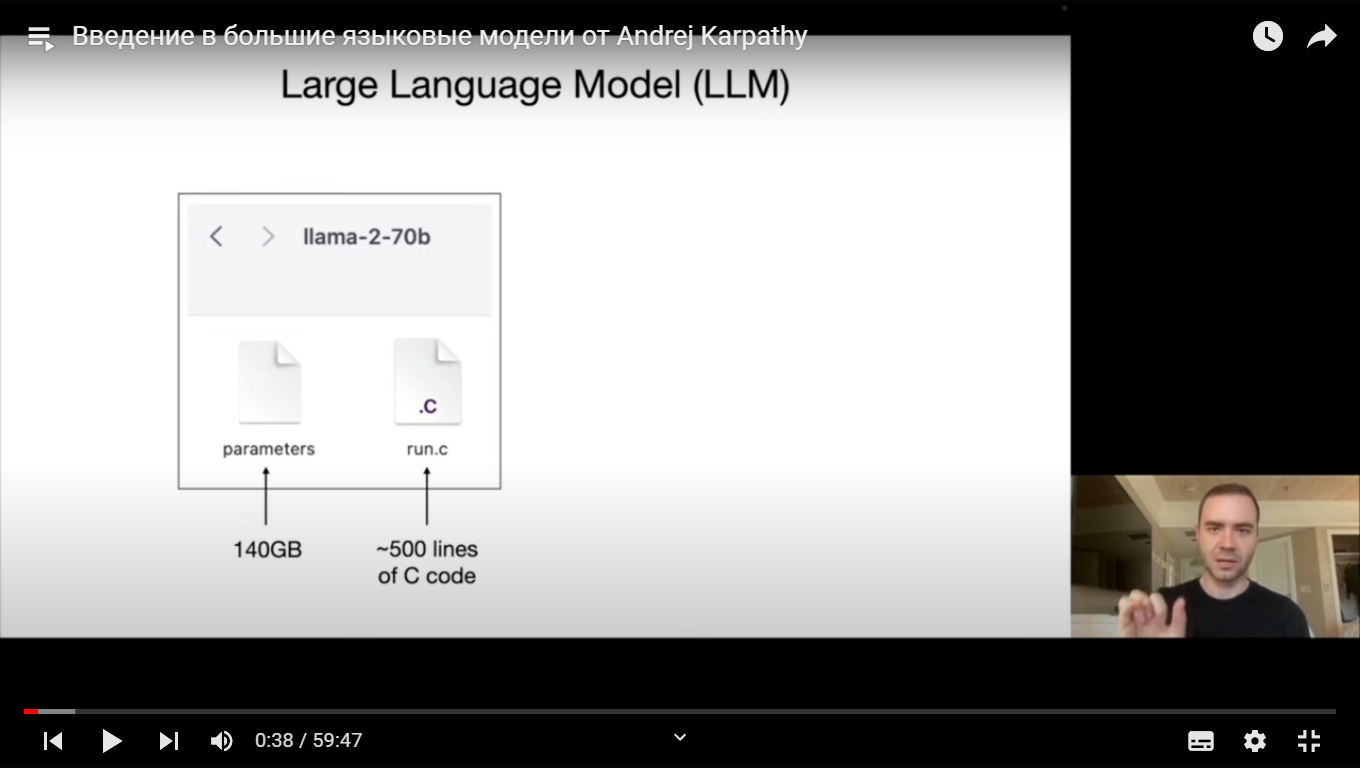 Введение в большие языковые модели от Andrej Karpathy
Large Language Model (LLM)
llama-2-70b
.C
parameters
run.c
140GB
~500 lines
of C code
0:38 / 59:47